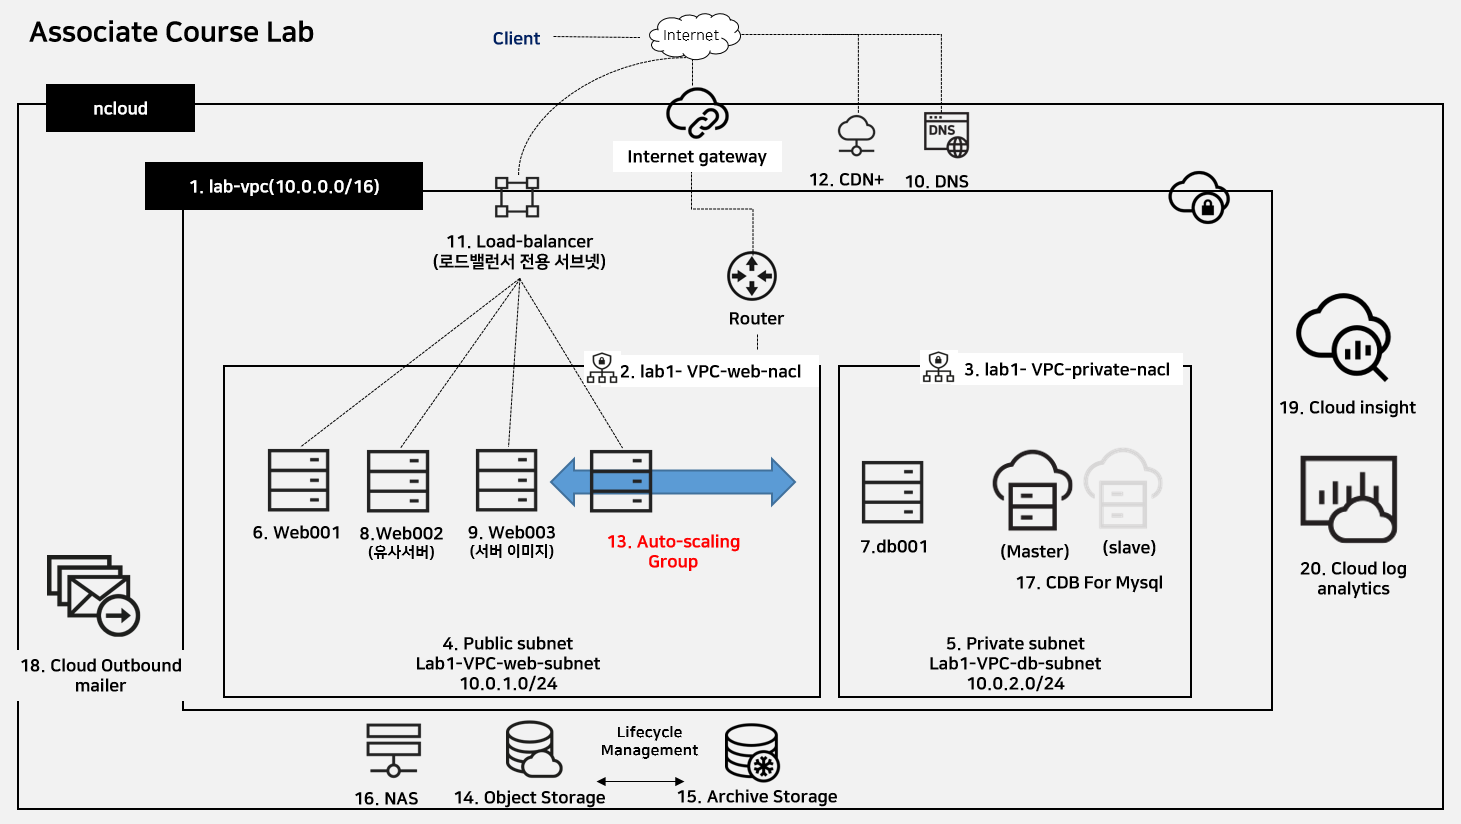 Associate Course Lab
Client
Internet
ncloud
Internet gateway
12. CDN+
10. DNS
DNS
1. lab-vpc(10.0.0.0/16)
11. Load-balancer
(로드밸런서 전용 서브넷)
Router
2. lab1- VPC-web-nacl
3. lab1- VPC-private-nacl
19. Cloud insight
6. Web001
8.Web002
(유사서버)
9. Web003
(서버 이미지)
13. Auto-scaling
Group
7.db001
(Master)
(slave)
17. CDB For Mysql
20. Cloud log
analytics
4. Public subnet
Lab1-VPC-web-subnet
10.0.1.0/24
5. Private subnet
Lab1-VPC-db-subnet
10.0.2.0/24
18. Cloud Outbound
mailer
Lifecycle
Management
16. NAS
14. Object Storage
15. Archive Storage